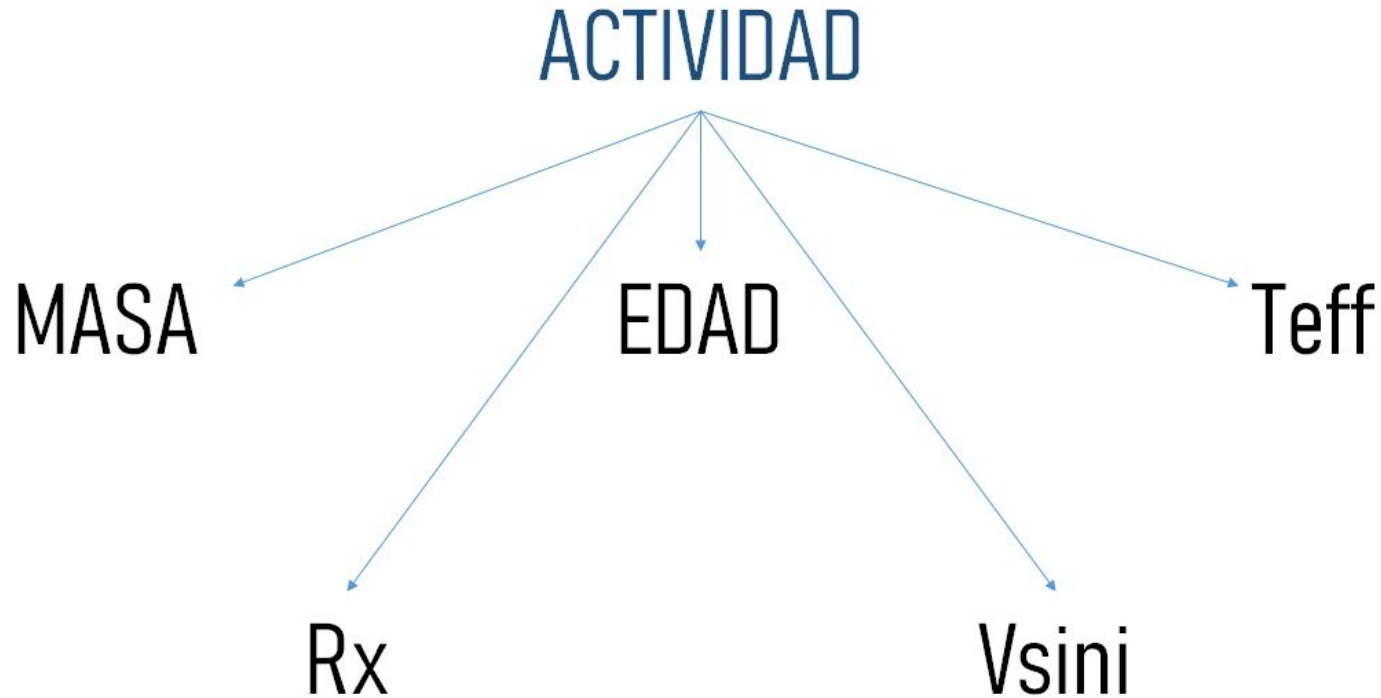 ACTIVIDAD
MASA
EDAD
Teff
Rx
Vsini